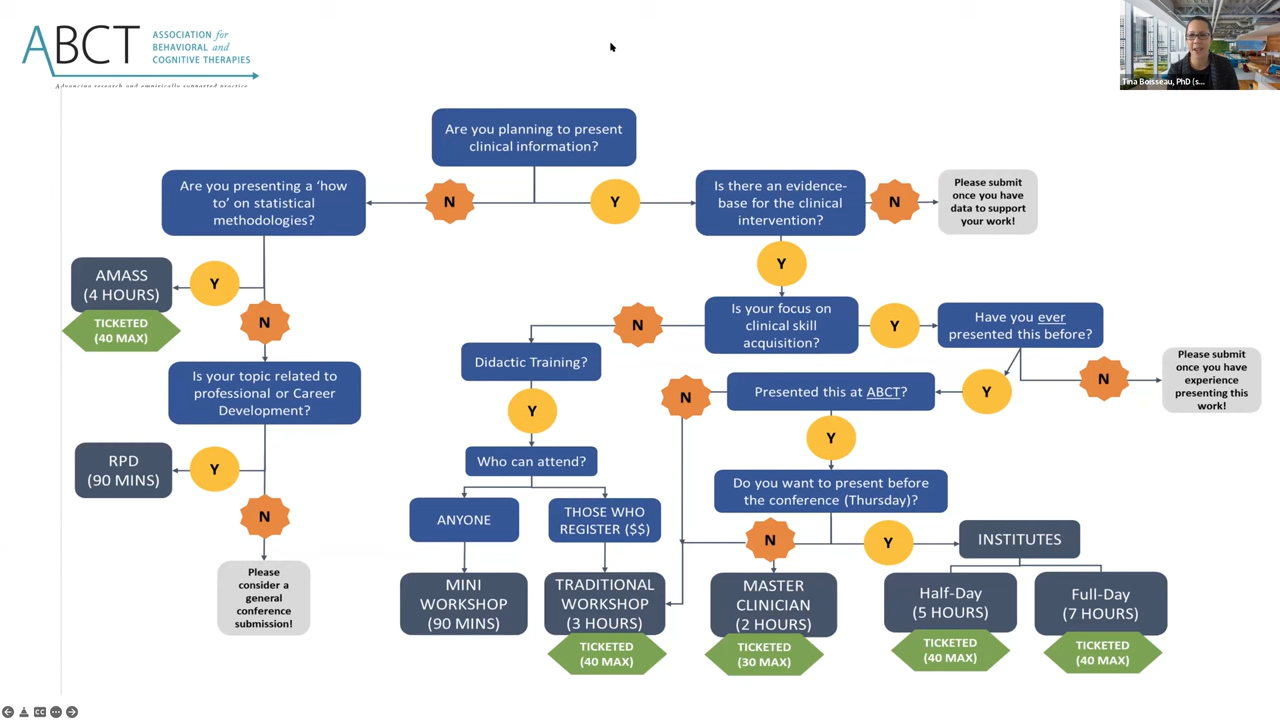 ABCT
ASSOCIATION for
BEHAVIORAL and
COGNITIVE THERAPIES
Tina Boisseau, PhD (s...
Are you planning to present
clinical information?
Are you presenting a ‘how
to’ on statistical
methodologies?
N
Y
Is there an evidence-
base for the clinical
intervention?
N
Please submit
once you have
data to support
your work!
AMASS
(4 HOURS)
TICKETED
(40 MAX)
Y
N
Y
Is your focus on
clinical skill
acquisition?
N
Y
Have you ever
presented this before?
Didactic Training?
Y
Please submit
once you have
experience
presenting this
work!
N
Y
Presented this at ABCT?
N
Y
Is your topic related to
professional or Career
Development?
RPD
(90 MINS)
Y
N
Please
consider a
general
conference
submission!
Who can attend?
ANYONE
THOSE WHO
REGISTER ($$)
MINI
WORKSHOP
(90 MINS)
TRADITIONAL
WORKSHOP
(3 HOURS)
TICKETED
(40 MAX)
Do you want to present before
the conference (Thursday)?
N
Y
MASTER
CLINICIAN
(2 HOURS)
TICKETED
(30 MAX)
INSTITUTES
Half-Day
(5 HOURS)
TICKETED
(40 MAX)
Full-Day
(7 HOURS)
TICKETED
(40 MAX)
CC